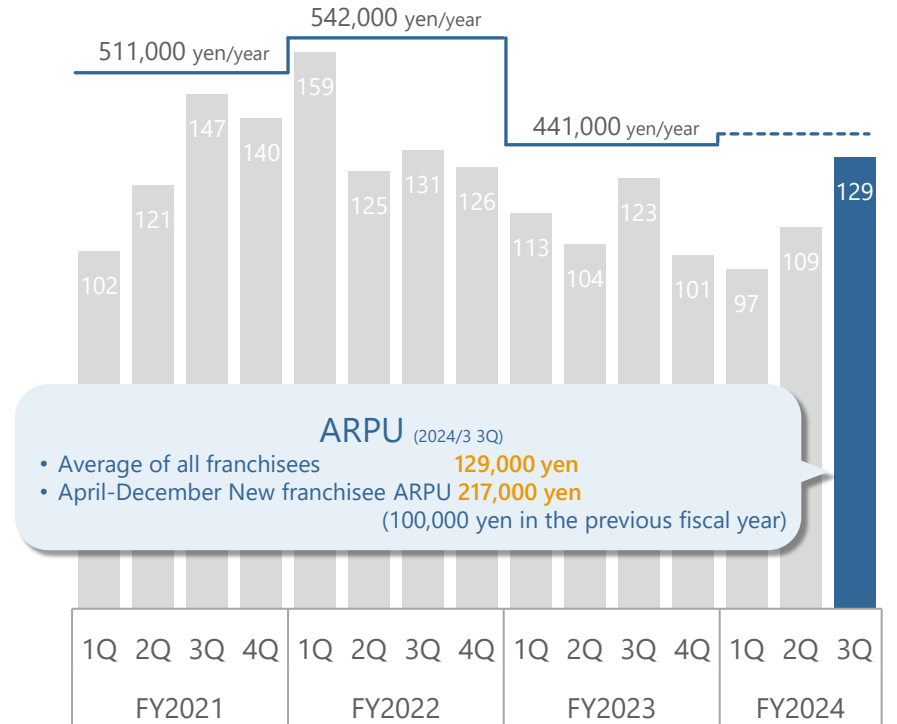 542,000 yen/year
511,000 yen/year
441,000 yen/year
102
121
147
140
159
125
131
126
113
104
123
101
97
109
129
ARPU (2024/3 3Q)
• Average of all franchisees 129,000 yen
• April-December New franchisee ARPU 217,000 yen
(100,000 yen in the previous fiscal year)
1Q 2Q 3Q 4Q 1Q 2Q 3Q 4Q 1Q 2Q 3Q 4Q 1Q 2Q 3Q
FY2021 FY2022 FY2023 FY2024